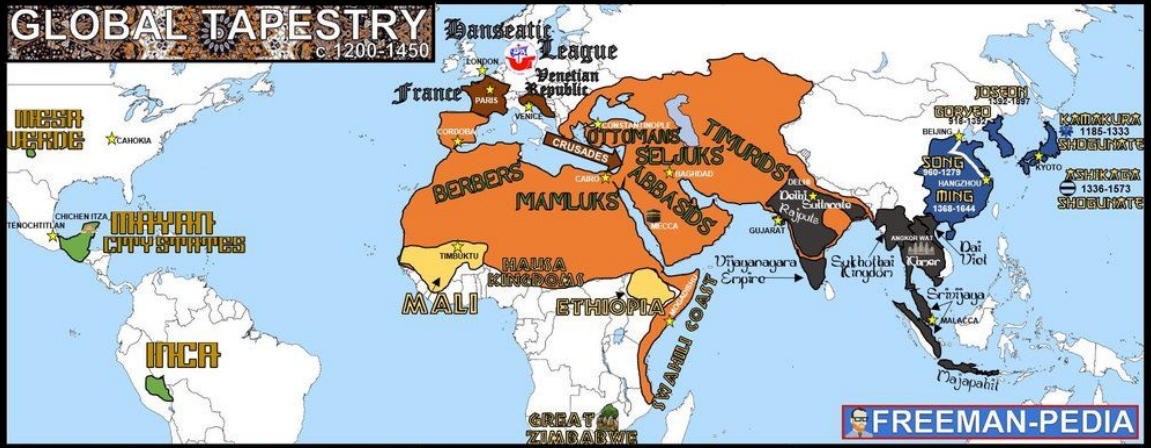 GLOBAL TAPESTRY
c 1200-1450
Hanseatic
League
LONDON
Venetian
Republic
France
PARIS
VENICE
MESA
VERDE
CAHOKIA
CORDOBA
CONSTANTINOPLE
OTTOMANS
CRUSADES
SELJUKS
TIMURIDS
BERBERS
CAIRO
BAGHDAD
MAMLUKS
ABBASIDS
MECCA
JOSEON
1392-1897
GORYEO
918-1392
BEIJING
KAMAKURA
1185-1333
SHOGUNATE
KYOTO
SONG
960-1279
HANGZHOU
MING
1368-1644
ASHIKAGA
1336-1573
SHOGUNATE
DELHI
Delhi
Sultanate
Rajputs
GUJARAT
CHICHEN ITZA
TENOCHTITLAN
MAYAN
CITY STATES
TIMBUKTU
HAUSA
KINGDOMS
MALI
ETHIOPIA
MOGADISHU
SWAHILI COAST
Vijayanagara
Empire
Sukhothai
Kingdom
ANGKOR WAT
Khmer
Dai
Viet
Srivijaya
MALACCA
Majapahit
INCA
GREAT
ZIMBABWE
FREEMAN-PEDIA